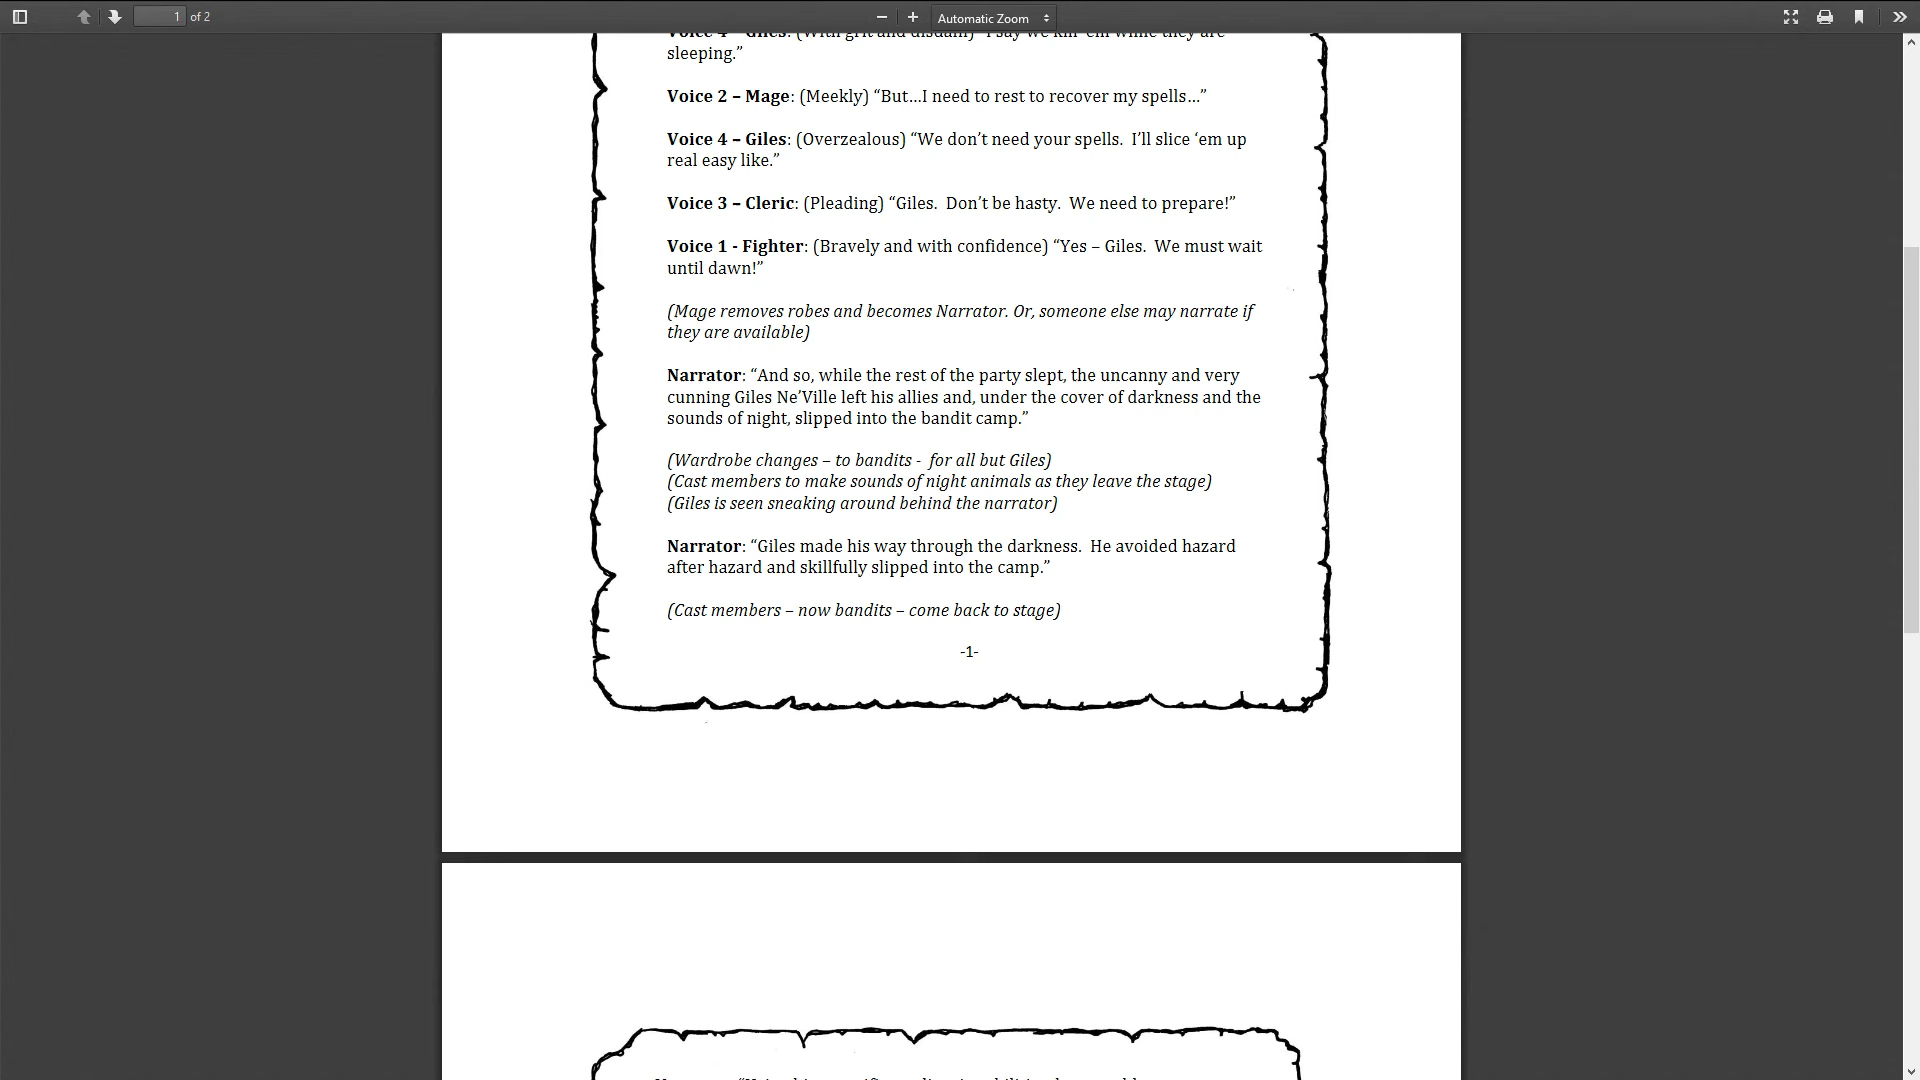 1 of 2
Automatic Zoom
Voice 4 – Giles: (With grit and disdain) “I say we kill ‘em while they are
sleeping.”
Voice 2 – Mage: (Meekly) “But…I need to rest to recover my spells…”
Voice 4 – Giles: (Overzealous) “We don’t need your spells.  I’ll slice ‘em up
real easy like.”
Voice 3 – Cleric: (Pleading) “Giles.  Don’t be hasty.  We need to prepare!”
Voice 1 - Fighter: (Bravely and with confidence) “Yes – Giles.  We must wait
until dawn!”
(Mage removes robes and becomes Narrator. Or, someone else may narrate if
they are available)
Narrator: “And so, while the rest of the party slept, the uncanny and very
cunning Giles Ne’Ville left his allies and, under the cover of darkness and the
sounds of night, slipped into the bandit camp.”
(Wardrobe changes – to bandits -  for all but Giles)
(Cast members to make sounds of night animals as they leave the stage)
(Giles is seen sneaking around behind the narrator)
Narrator: “Giles made his way through the darkness.  He avoided hazard
after hazard and skillfully slipped into the camp.”
(Cast members – now bandits – come back to stage)
-1-